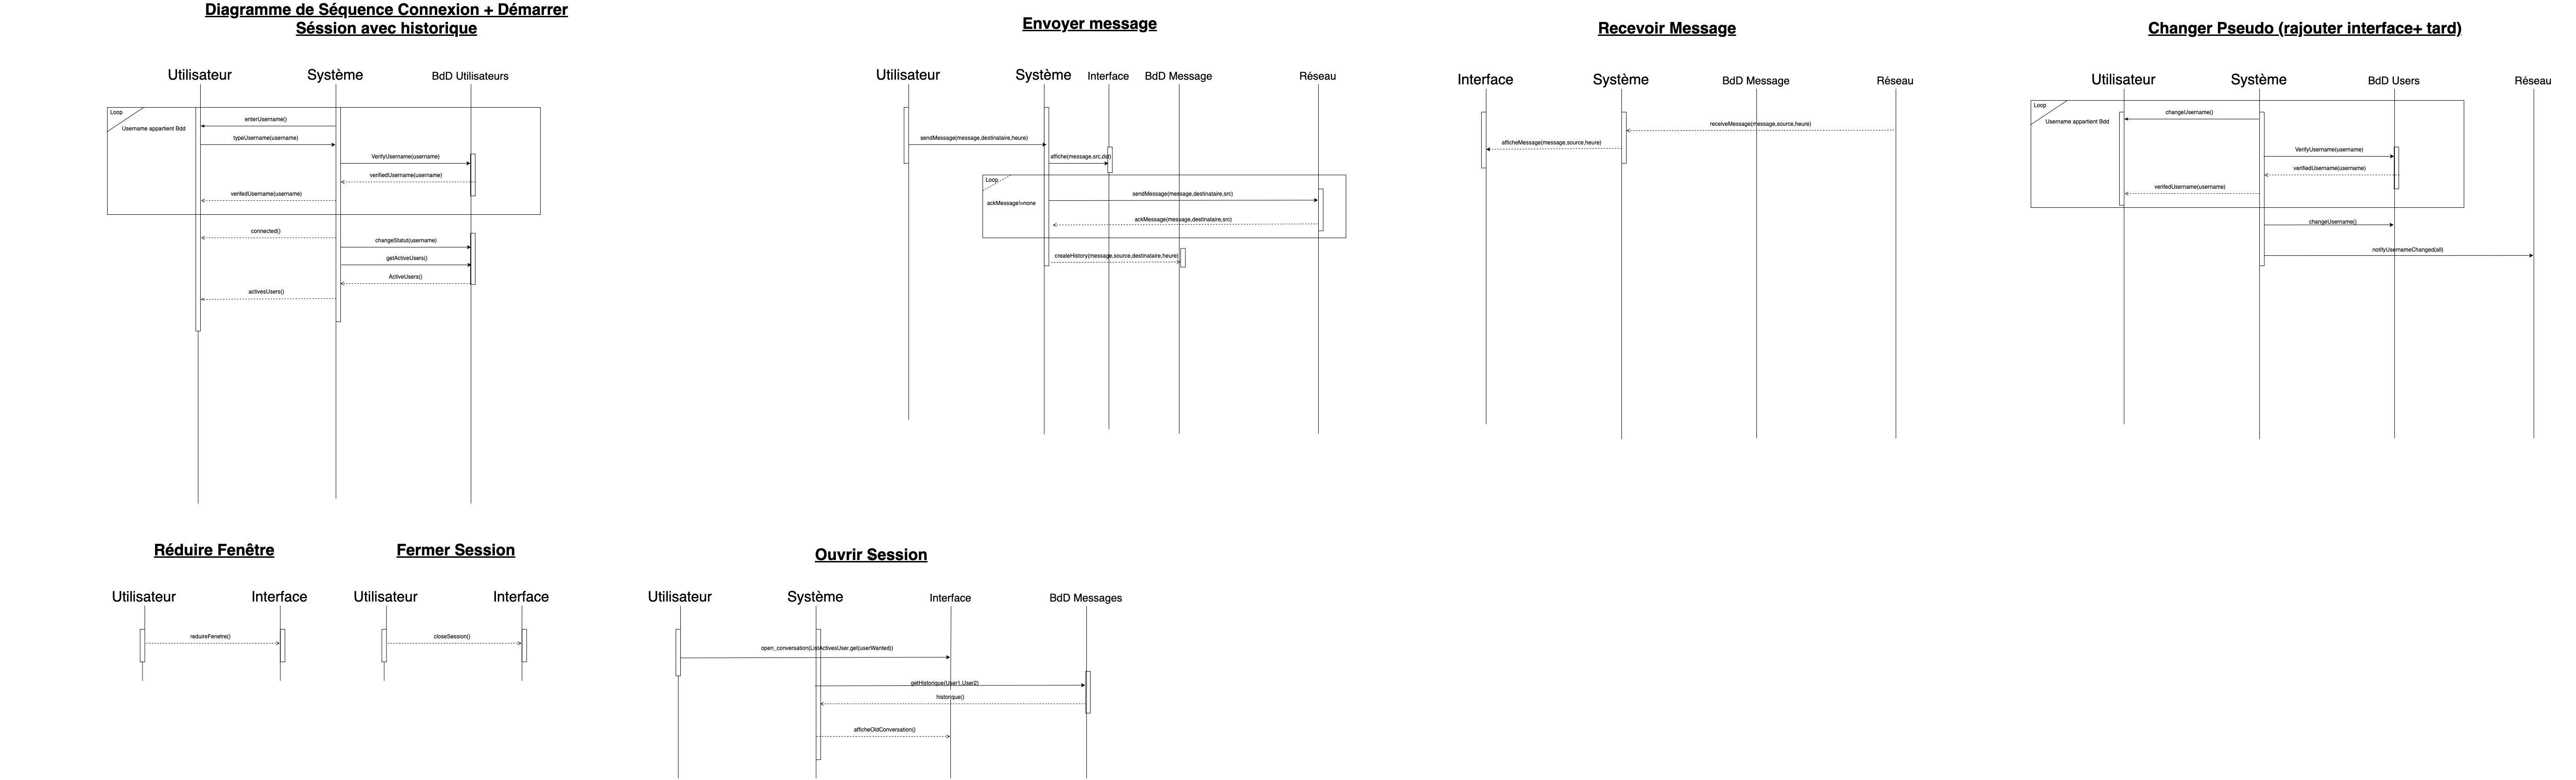 Diagramme de Séquence Connexion + Démarrer
Séssion avec historique
Utilisateur
Système
BdD Utilisateurs
Loop
Username appartient Bdd
enterUsername()
typeUsername(username)
VerifyUsername(username)
verifiedUsername(username)
verifedUsername(username)
connected()
changeStatut(username)
getActiveUsers()
ActiveUsers()
activesUsers()
Envoyer message
Utilisateur
Système
Interface
BdD Message
Réseau
sendMessage(message,destinataire,heure)
affiche(message,src,dst)
Loop
ackMessage!=none
sendMessage(message,destinataire,src)
ackMessage(message,destinataire,src)
createHistory(message,source,destinataire,heure)
Recevoir Message
Interface
Système
BdD Message
Réseau
receiveMessage(message,source,heure)
afficheMessage(message,source,heure)
Changer Pseudo (rajouter interface+ tard)
Utilisateur
Système
BdD Users
Réseau
Loop
Username appartient Bdd
changeUsername()
VerifyUsername(username)
verifiedUsername(username)
verifedUsername(username)
changeUsername()
notifyUsernameChanged(all)
Réduire Fenêtre
Utilisateur
Interface
reduireFenetre()
Fermer Session
Utilisateur
Interface
closeSession()
Ouvrir Session
Utilisateur
Système
Interface
BdD Messages
open_conversation(ListActivesUser.get(userWanted))
getHistorique(User1,User2)
historique()
afficheOldConversation()